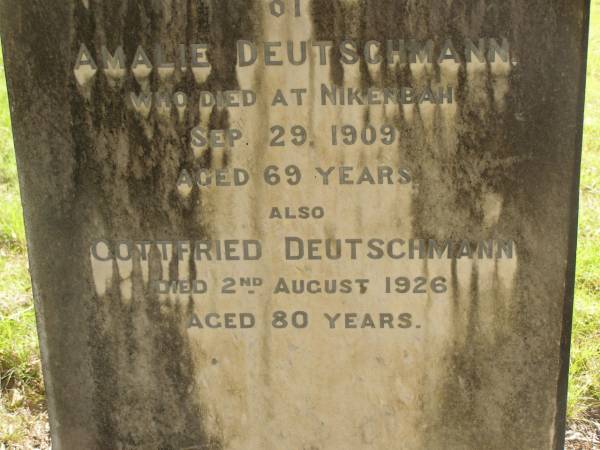 OF
AMALIE DEUTSCHMANN.
WHO DIED AT NIKENBAH
SEP. 29. 1909
AGED 69 YEARS.
ALSO
GOTTFRIED DEUTSCHMANN
DIED 2ND AUGUST 1926
AGED 80 YEARS.